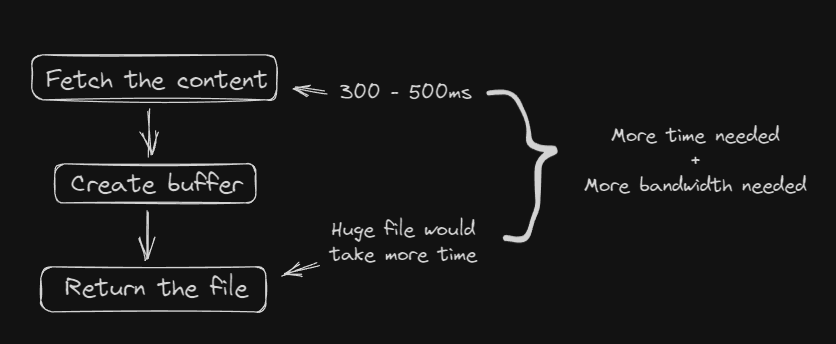 Fetch the content
300 - 500ms
More time needed
+
More bandwidth needed
Create buffer
Huge file would
take more time
Return the file